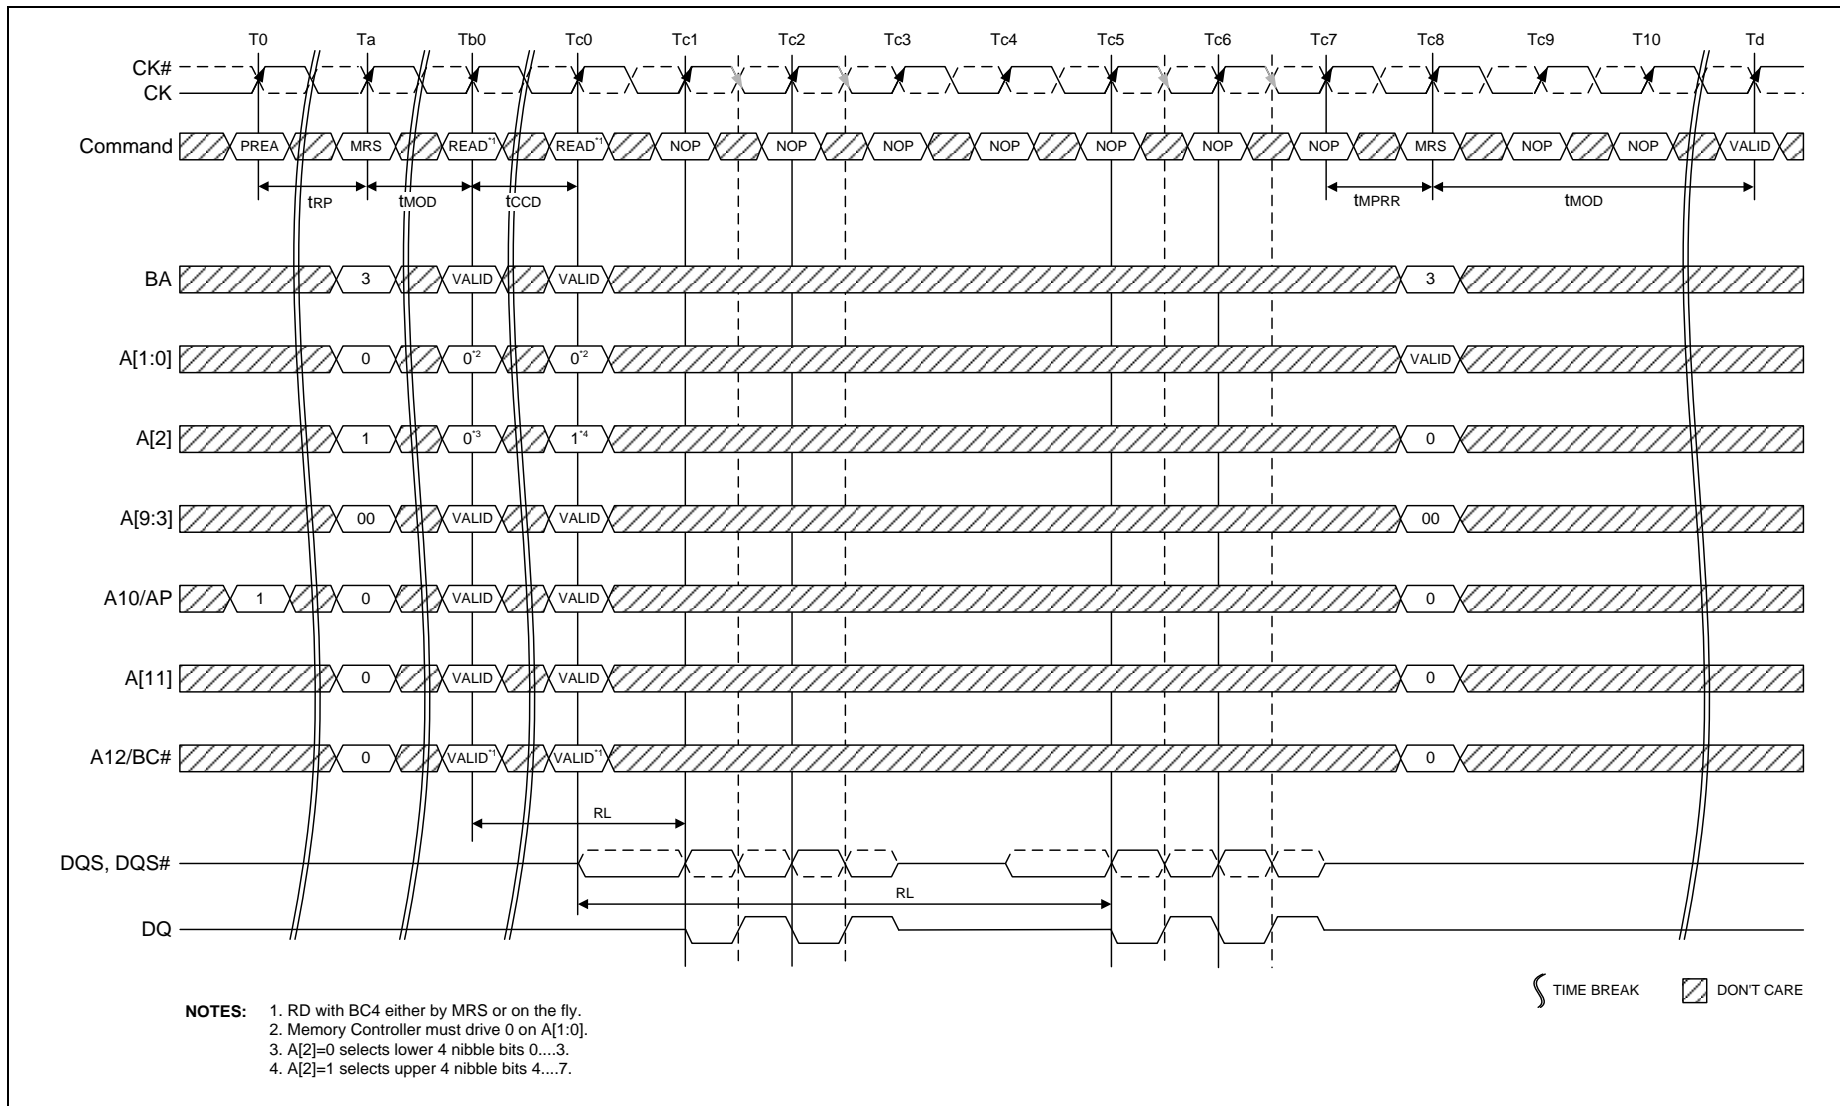 T0 Ta Tb0 Tc0 Tc1 Tc2 Tc3 Tc4 Tc5 Tc6 Tc7 Tc8 Tc9 T10 Td
CK#
CK
Command PREA MRS READ*1 READ*1 NOP NOP NOP NOP NOP NOP NOP MRS NOP NOP VALID
tRP tMOD tCCD tMPRR tMOD
BA 3 VALID VALID 3
A[1:0] 0 0*2 0*2 VALID
A[2] 1 0*3 1*4 0
A[9:3] 00 VALID VALID 00
A10/AP 1 0 VALID VALID 0
A[11] 0 VALID VALID 0
A12/BC# 0 VALID*1 VALID*1 0
RL
DQS, DQS#
RL
DQ
TIME BREAK DON'T CARE
NOTES: 1. RD with BC4 either by MRS or on the fly.
2. Memory Controller must drive 0 on A[1:0].
3. A[2]=0 selects lower 4 nibble bits 0....3.
4. A[2]=1 selects upper 4 nibble bits 4....7.